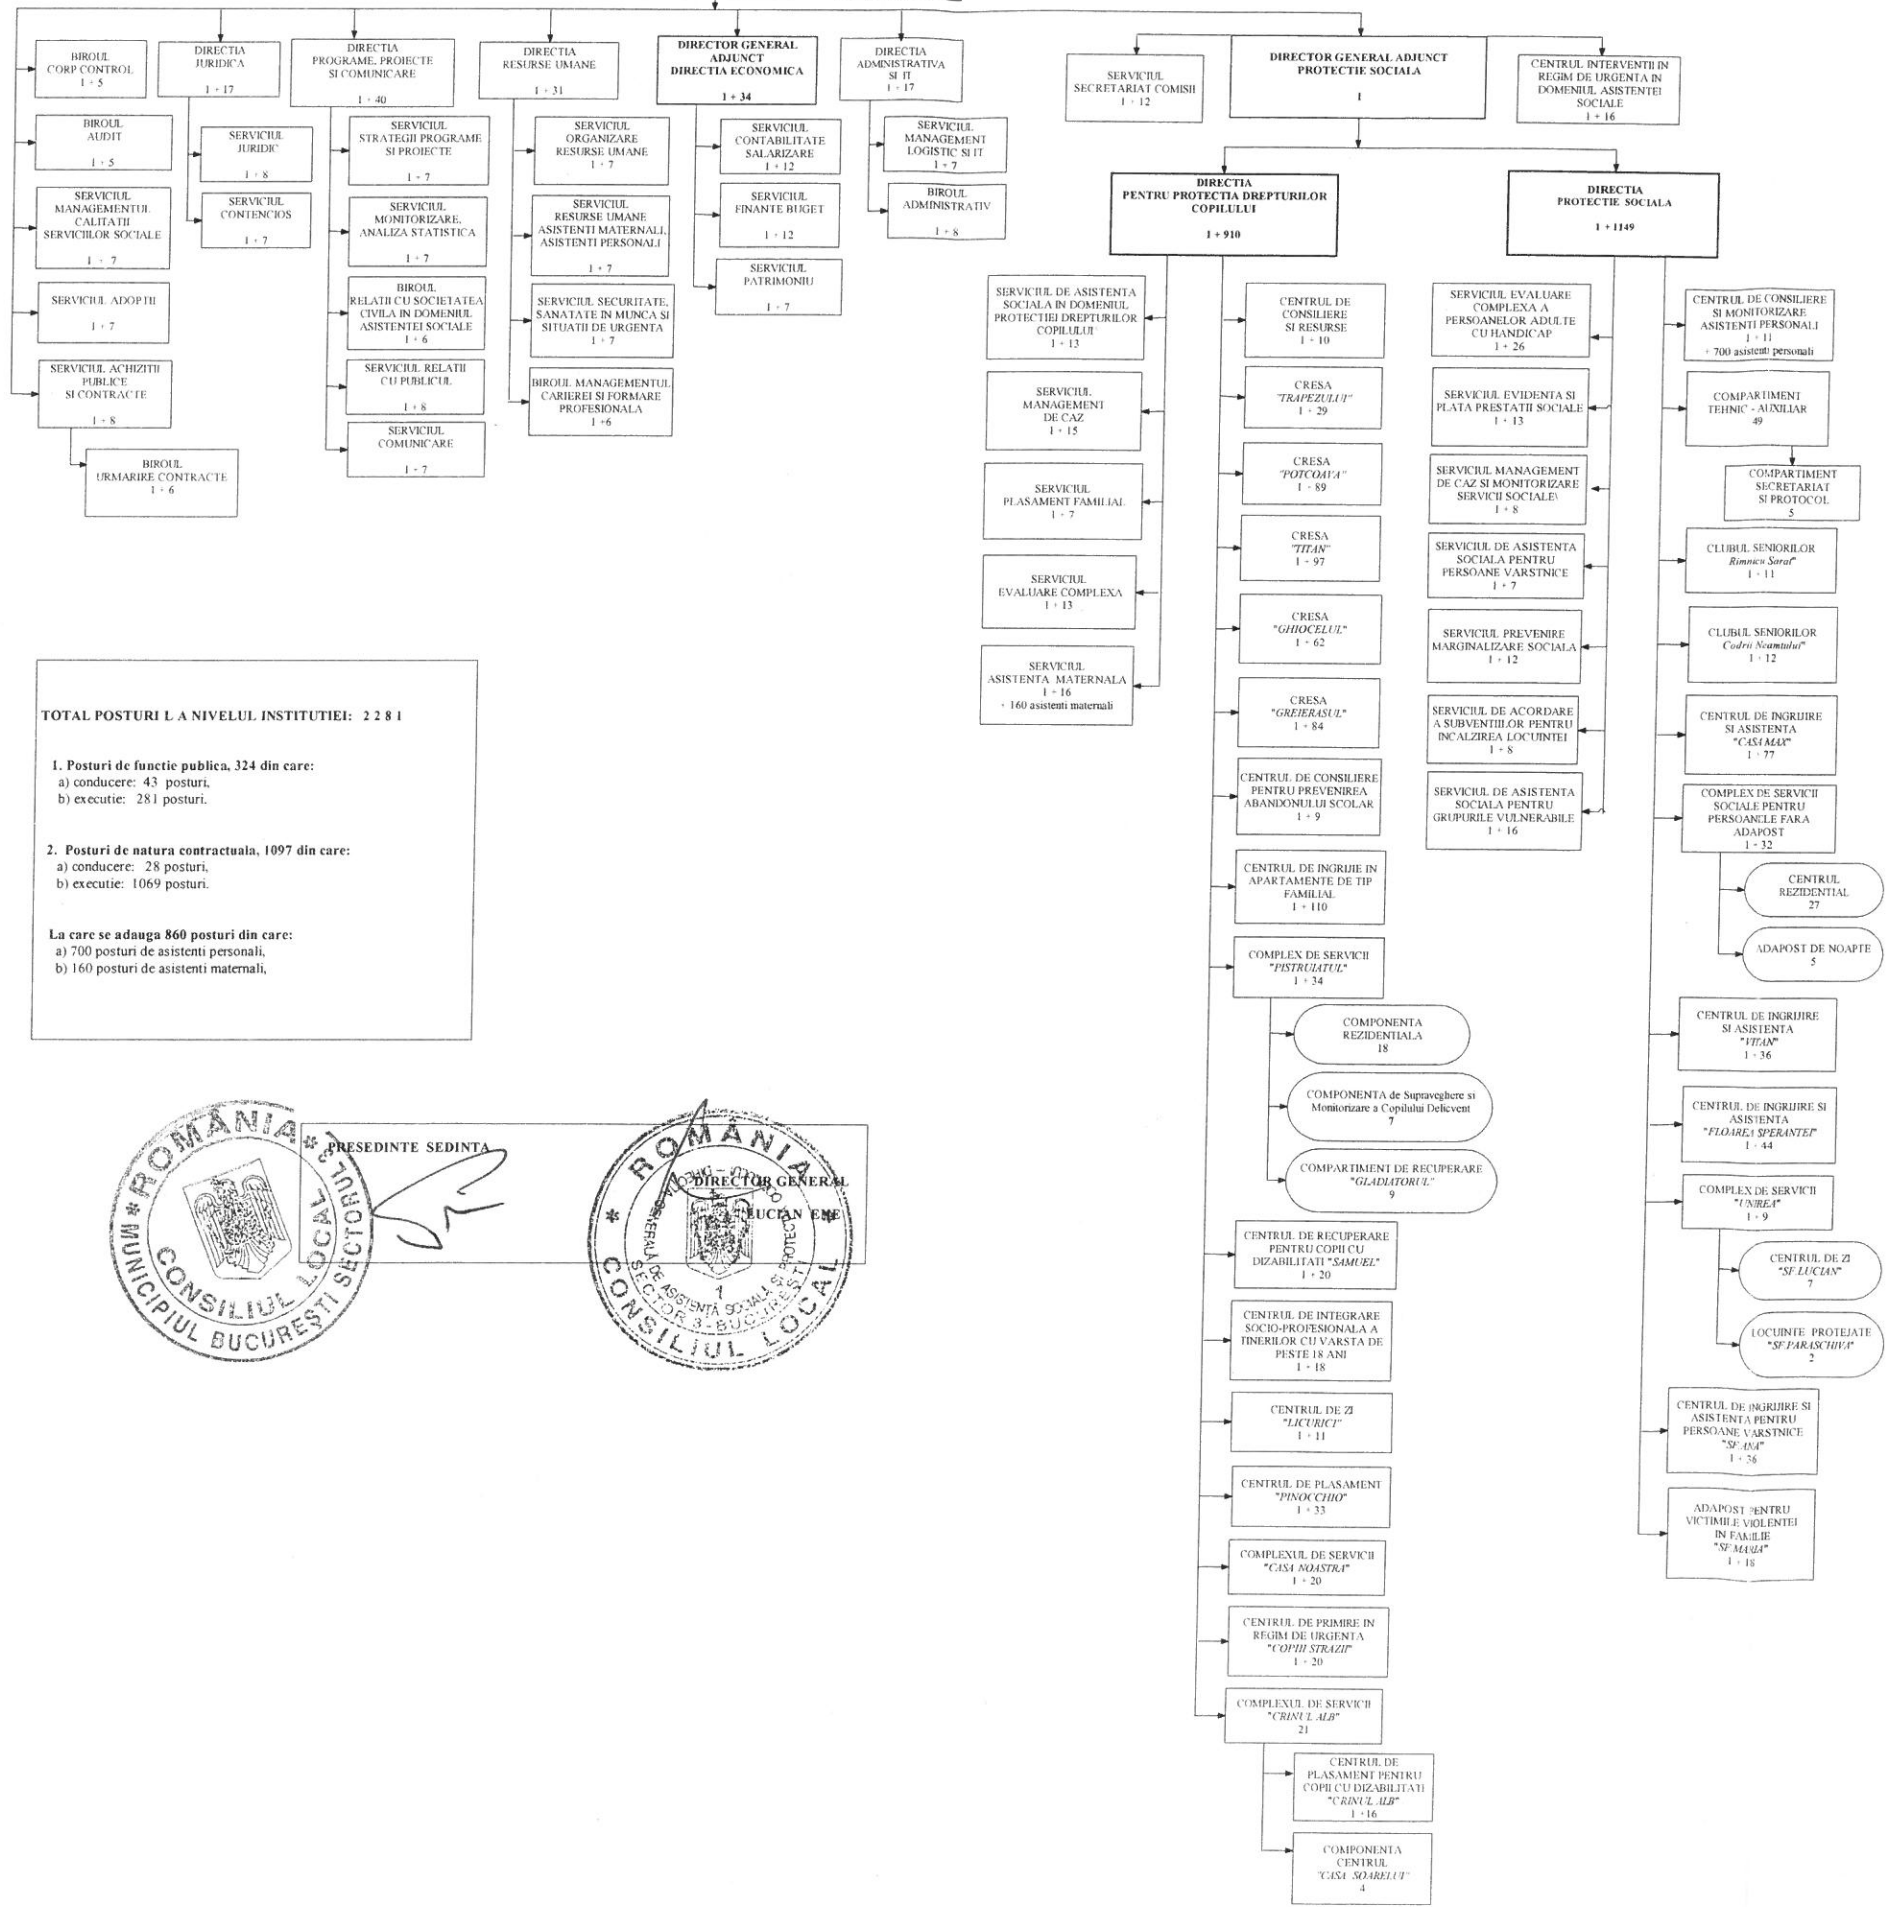 BIROUL
CORP CONTROL
1 + 5
DIRECTIA
JURIDICA
1 + 17
DIRECTIA
PROGRAME, PROIECTE
SI COMUNICARE
1 + 40
DIRECTIA
RESURSE UMANE
1 + 31
DIRECTOR GENERAL
ADJUNCT
DIRECTIA ECONOMICA
1 + 34
DIRECTIA
ADMINISTRATIVA
SI IT
1 + 17
SERVICIUL
SECRETARIAT COMISII
1 + 12
DIRECTOR GENERAL ADJUNCT
PROTECTIE SOCIALA
1
CENTRUL INTERVENTII IN
REGIM DE URGENTA IN
DOMENIUL ASISTENTEI
SOCIALE
1 + 16
BIROUL
AUDIT
1 + 5
SERVICIUL
MANAGEMENTUL
CALITATII
SERVICIILOR SOCIALE
1 + 7
SERVICIUL ADOPTII
1 + 7
SERVICIUL ACHIZITII
PUBLICE
SI CONTRACTE
1 + 8
BIROUL
URMARIRE CONTRACTE
1 + 6
SERVICIUL
JURIDIC
1 + 8
SERVICIUL
CONTENCIOS
1 + 7
SERVICIUL
STRATEGII PROGRAME
SI PROIECTE
1 + 7
SERVICIUL
MONITORIZARE,
ANALIZA STATISTICA
1 + 7
BIROUL
RELATII CU SOCIETATEA
CIVILA IN DOMENIUL
ASISTENTEI SOCIALE
1 + 6
SERVICIUL RELATII
CU PUBLICUL
1 + 8
SERVICIUL
COMUNICARE
1 + 7
SERVICIUL
ORGANIZARE
RESURSE UMANE
1 + 7
SERVICIUL
RESURSE UMANE
ASISTENTI MATERNALI,
ASISTENTI PERSONALI
1 + 7
SERVICIUL SECURITATE,
SANATATE IN MUNCA SI
SITUATII DE URGENTA
1 + 7
BIROUL MANAGEMENTUL
CARIEREI SI FORMARE
PROFESIONALA
1 +6
SERVICIUL
CONTABILITATE
SALARIZARE
1 + 12
SERVICIUL
FINANTE BUGET
1 + 12
SERVICIUL
PATRIMONIU
1 + 7
SERVICIUL
MANAGEMENT
LOGISTIC SI IT
1 + 7
BIROUL
ADMINISTRATIV
1 + 8
DIRECTIA
PENTRU PROTECTIA DREPTURILOR
COPILULUI
1 + 910
DIRECTIA
PROTECTIE SOCIALA
1 + 1149
SERVICIUL DE ASISTENTA
SOCIALA IN DOMENIUL
PROTECTIEI DREPTURILOR
COPILULUI
1 + 13
SERVICIUL
MANAGEMENT
DE CAZ
1 + 15
SERVICIUL
PLASAMENT FAMILIAL
1 + 7
SERVICIUL
EVALUARE COMPLEXA
1 + 13
SERVICIUL
ASISTENTA MATERNALA
1 + 16
+ 160 asistenti maternali
CENTRUL DE
CONSILIERE
SI RESURSE
1 + 10
CRESA
"TRAPEZULUI"
1 + 29
CRESA
"POTCOAVA"
1 + 89
CRESA
"TITAN"
1 + 97
CRESA
"GHIOCELUL"
1 + 62
CRESA
"GREIERASUL"
1 + 84
CENTRUL DE CONSILIERE
PENTRU PREVENIREA
ABANDONULUI SCOLAR
1 + 9
CENTRUL DE INGRIJIE IN
APARTAMENTE DE TIP
FAMILIAL
1 + 110
COMPLEX DE SERVICII
"PISTRUIATUL"
1 + 34
COMPONENTA
REZIDENTIALA
18
COMPONENTA de Supraveghere si
Monitorizare a Copilului Delicvent
7
COMPARTIMENT DE RECUPERARE
"GLADIATORUL"
9
CENTRUL DE RECUPERARE
PENTRU COPII CU
DIZABILITATI "SAMUEL"
1 + 20
CENTRUL DE INTEGRARE
SOCIO-PROFESIONALA A
TINERILOR CU VARSTA DE
PESTE 18 ANI
1 + 18
CENTRUL DE ZI
"LICURICI"
1 + 11
CENTRUL DE PLASAMENT
"PINOCCHIO"
1 + 33
COMPLEXUL DE SERVICII
"CASA NOASTRA"
1 + 20
CENTRUL DE PRIMIRE IN
REGIM DE URGENTA
"COPIII STRAZII"
1 + 20
COMPLEXUL DE SERVICII
"CRINUL ALB"
21
CENTRUL DE
PLASAMENT PENTRU
COPII CU DIZABILITATI
"CRINUL ALB"
1 +16
COMPONENTA
CENTRUL
"CASA SOARELUI"
4
SERVICIUL EVALUARE
COMPLEXA A
PERSOANELOR ADULTE
CU HANDICAP
1 + 26
SERVICIUL EVIDENTA SI
PLATA PRESTATII SOCIALE
1 + 13
SERVICIUL MANAGEMENT
DE CAZ SI MONITORIZARE
SERVICII SOCIALE\
1 + 8
SERVICIUL DE ASISTENTA
SOCIALA PENTRU
PERSOANE VARSTNICE
1 + 7
SERVICIUL PREVENIRE
MARGINALIZARE SOCIALA
1 + 12
SERVICIUL DE ACORDARE
A SUBVENTIILOR PENTRU
INCALZIREA LOCUINTEI
1 + 8
SERVICIUL DE ASISTENTA
SOCIALA PENTRU
GRUPURILE VULNERABILE
1 + 16
CENTRUL DE CONSILIERE
SI MONITORIZARE
ASISTENTI PERSONALI
1 + 11
+ 700 asistenti personali
COMPARTIMENT
TEHNIC - AUXILIAR
49
COMPARTIMENT
SECRETARIAT
SI PROTOCOL
5
CLUBUL SENIORILOR
Rimnicu Sarat"
1 + 11
CLUBUL SENIORILOR
Codrii Neamtului"
1 + 12
CENTRUL DE INGRIJIRE
SI ASISTENTA
"CASA MAX"
1 + 77
COMPLEX DE SERVICII
SOCIALE PENTRU
PERSOANELE FARA
ADAPOST
1 + 32
CENTRUL
REZIDENTIAL
27
ADAPOST DE NOAPTE
5
CENTRUL DE INGRIJIRE
SI ASISTENTA
"VITAN"
1 + 36
CENTRUL DE INGRIJIRE SI
ASISTENTA
"FLOAREA SPERANTEI"
1 + 44
COMPLEX DE SERVICII
"UNIREA"
1 + 9
CENTRUL DE ZI
"SF.LUCIAN"
7
LOCUINTE PROTEJATE
"SF.PARASCHIVA"
2
CENTRUL DE INGRIJIRE SI
ASISTENTA PENTRU
PERSOANE VARSTNICE
"SF.ANA"
1 + 36
ADAPOST PENTRU
VICTIMILE VIOLENTEI
IN FAMILIE
"SF.MARIA"
1 + 18
TOTAL POSTURI L A NIVELUL INSTITUTIEI: 2 2 8 1
1. Posturi de functie publica, 324 din care:
a) conducere: 43 posturi,
b) executie: 281 posturi.
2. Posturi de natura contractuala, 1097 din care:
a) conducere: 28 posturi,
b) executie: 1069 posturi.
La care se adauga 860 posturi din care:
a) 700 posturi de asistenti personali,
b) 160 posturi de asistenti maternali,
PRESEDINTE SEDINTA
DIRECTOR GENERAL
LUCIAN ENE
* ROMÂNIA *
MUNICIPIUL BUCUREŞTI SECTORUL 3
CONSILIUL LOCAL
* ROMÂNIA *
CONSILIUL LOCAL
GENERALĂ DE ASISTENŢĂ SOCIALĂ ŞI PROTECŢIA
SECTOR 3 - BUCUREŞTI
1